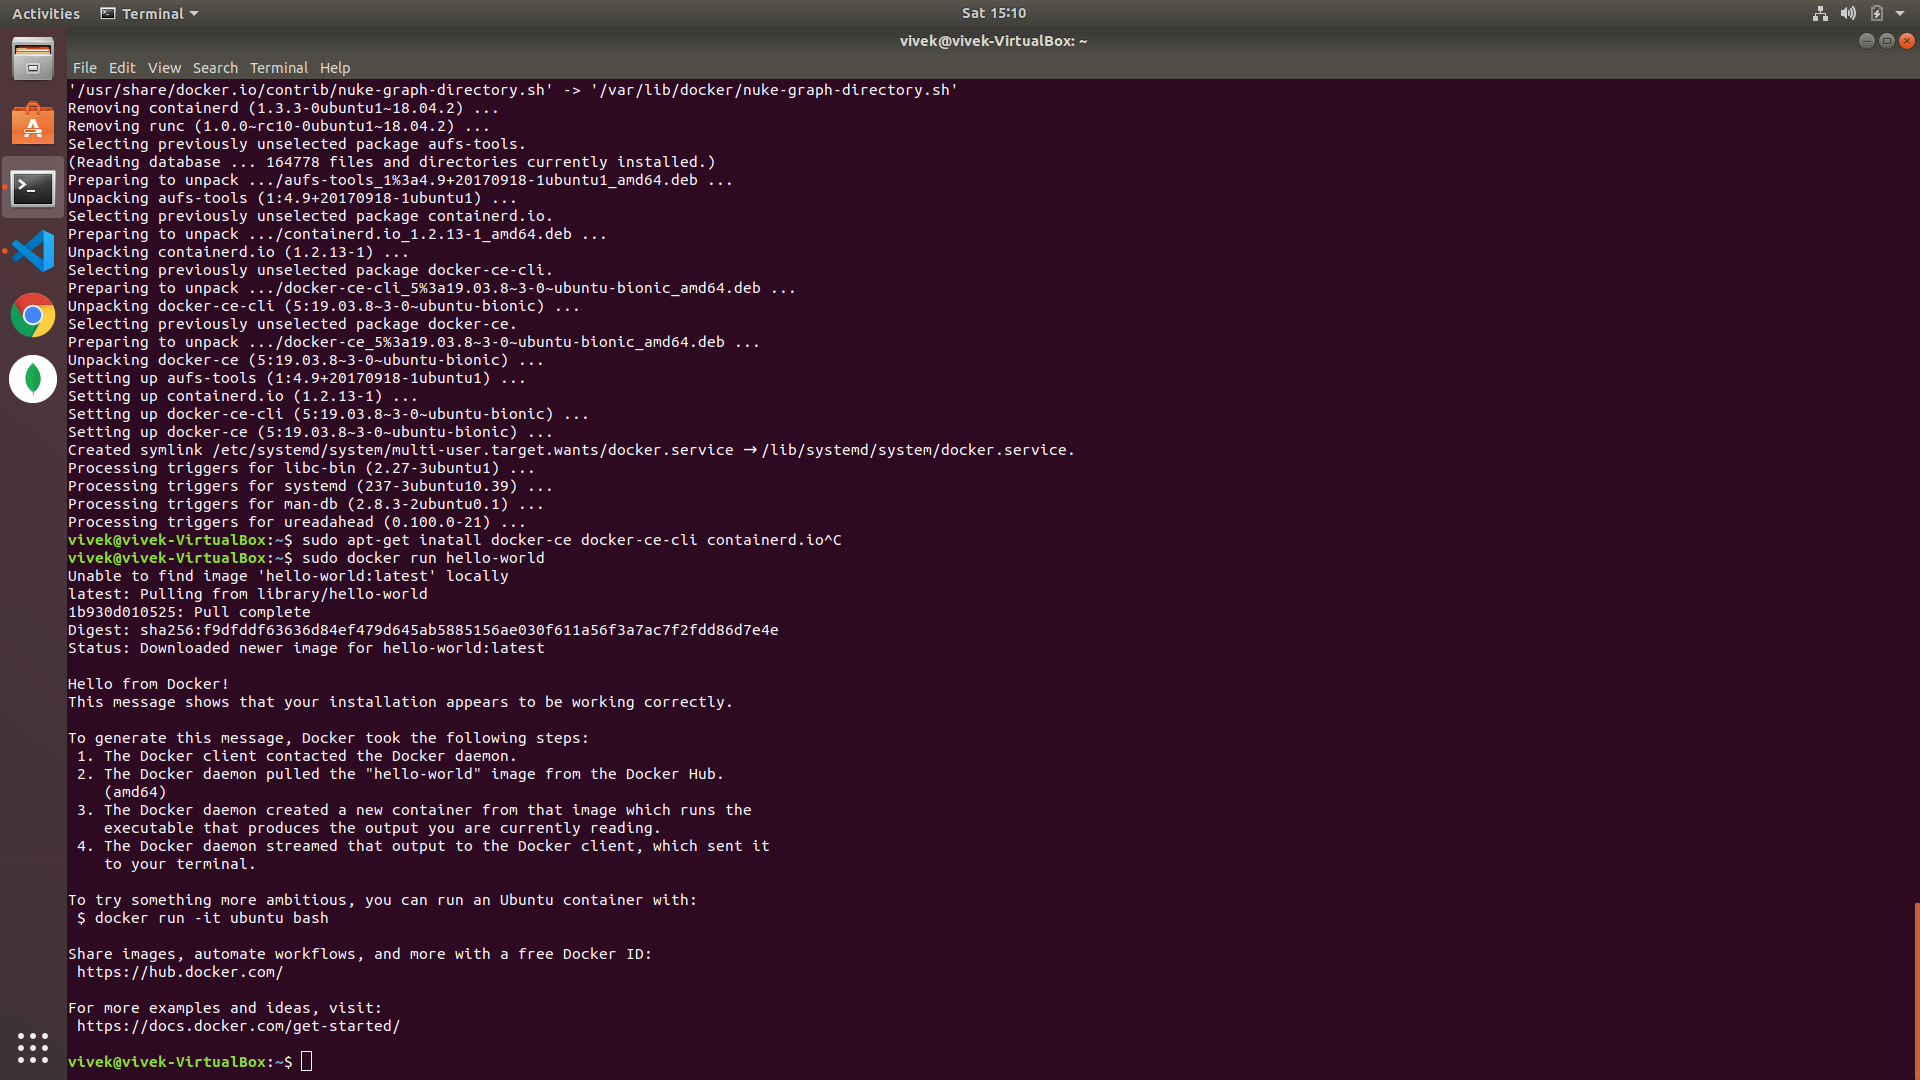 Activities Terminal Sat 15:10
vivek@vivek-VirtualBox: ~
File Edit View Search Terminal Help
'/usr/share/docker.io/contrib/nuke-graph-directory.sh' -> '/var/lib/docker/nuke-graph-directory.sh'
Removing containerd (1.3.3-0ubuntu1~18.04.2) ...
Removing runc (1.0.0~rc10-0ubuntu1~18.04.2) ...
Selecting previously unselected package aufs-tools.
(Reading database ... 164778 files and directories currently installed.)
Preparing to unpack .../aufs-tools_1%3a4.9+20170918-1ubuntu1_amd64.deb ...
Unpacking aufs-tools (1:4.9+20170918-1ubuntu1) ...
Selecting previously unselected package containerd.io.
Preparing to unpack .../containerd.io_1.2.13-1_amd64.deb ...
Unpacking containerd.io (1.2.13-1) ...
Selecting previously unselected package docker-ce-cli.
Preparing to unpack .../docker-ce-cli_5%3a19.03.8~3-0~ubuntu-bionic_amd64.deb ...
Unpacking docker-ce-cli (5:19.03.8~3-0~ubuntu-bionic) ...
Selecting previously unselected package docker-ce.
Preparing to unpack .../docker-ce_5%3a19.03.8~3-0~ubuntu-bionic_amd64.deb ...
Unpacking docker-ce (5:19.03.8~3-0~ubuntu-bionic) ...
Setting up aufs-tools (1:4.9+20170918-1ubuntu1) ...
Setting up containerd.io (1.2.13-1) ...
Setting up docker-ce-cli (5:19.03.8~3-0~ubuntu-bionic) ...
Setting up docker-ce (5:19.03.8~3-0~ubuntu-bionic) ...
Created symlink /etc/systemd/system/multi-user.target.wants/docker.service → /lib/systemd/system/docker.service.
Processing triggers for libc-bin (2.27-3ubuntu1) ...
Processing triggers for systemd (237-3ubuntu10.39) ...
Processing triggers for man-db (2.8.3-2ubuntu0.1) ...
Processing triggers for ureadahead (0.100.0-21) ...
vivek@vivek-VirtualBox:~$ sudo apt-get inatall docker-ce docker-ce-cli containerd.io^C
vivek@vivek-VirtualBox:~$ sudo docker run hello-world
Unable to find image 'hello-world:latest' locally
latest: Pulling from library/hello-world
1b930d010525: Pull complete
Digest: sha256:f9dfddf63636d84ef479d645ab5885156ae030f611a56f3a7ac7f2fdd86d7e4e
Status: Downloaded newer image for hello-world:latest

Hello from Docker!
This message shows that your installation appears to be working correctly.

To generate this message, Docker took the following steps:
 1. The Docker client contacted the Docker daemon.
 2. The Docker daemon pulled the "hello-world" image from the Docker Hub.
    (amd64)
 3. The Docker daemon created a new container from that image which runs the
    executable that produces the output you are currently reading.
 4. The Docker daemon streamed that output to the Docker client, which sent it
    to your terminal.

To try something more ambitious, you can run an Ubuntu container with:
 $ docker run -it ubuntu bash

Share images, automate workflows, and more with a free Docker ID:
 https://hub.docker.com/

For more examples and ideas, visit:
 https://docs.docker.com/get-started/

vivek@vivek-VirtualBox:~$